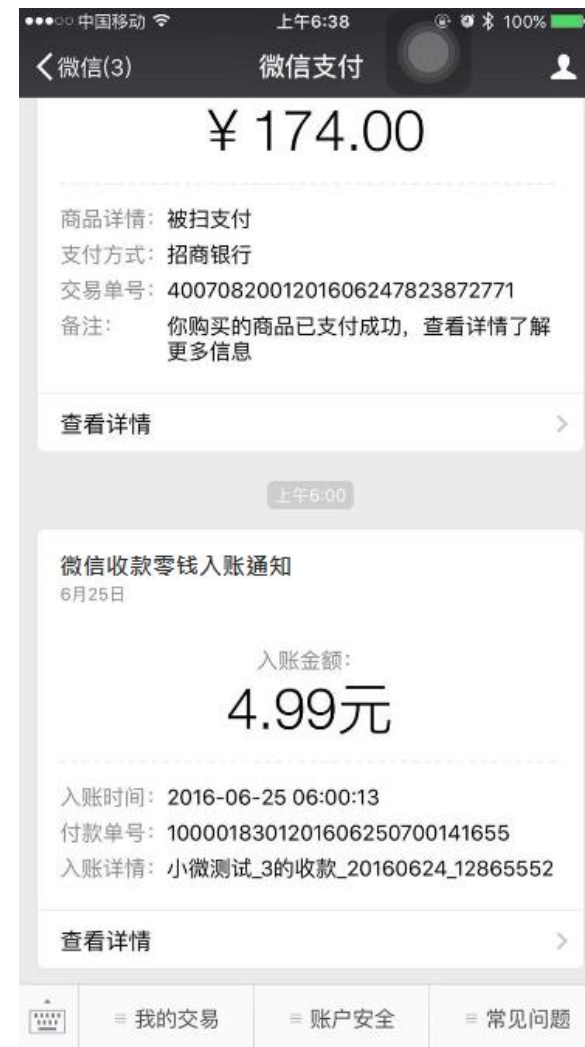 中国移动 上午6:38 100%
微信(3) 微信支付
¥ 174.00
商品详情： 被扫支付
支付方式： 招商银行
交易单号： 4007082001201606247823872771
备注： 你购买的商品已支付成功，查看详情了解
更多信息
查看详情
上午6:00
微信收款零钱入账通知
6月25日
入账金额：
4.99元
入账时间： 2016-06-25 06:00:13
付款单号： 1000018301201606250700141655
入账详情： 小微测试_3的收款_20160624_12865552
查看详情
我的交易 账户安全 常见问题